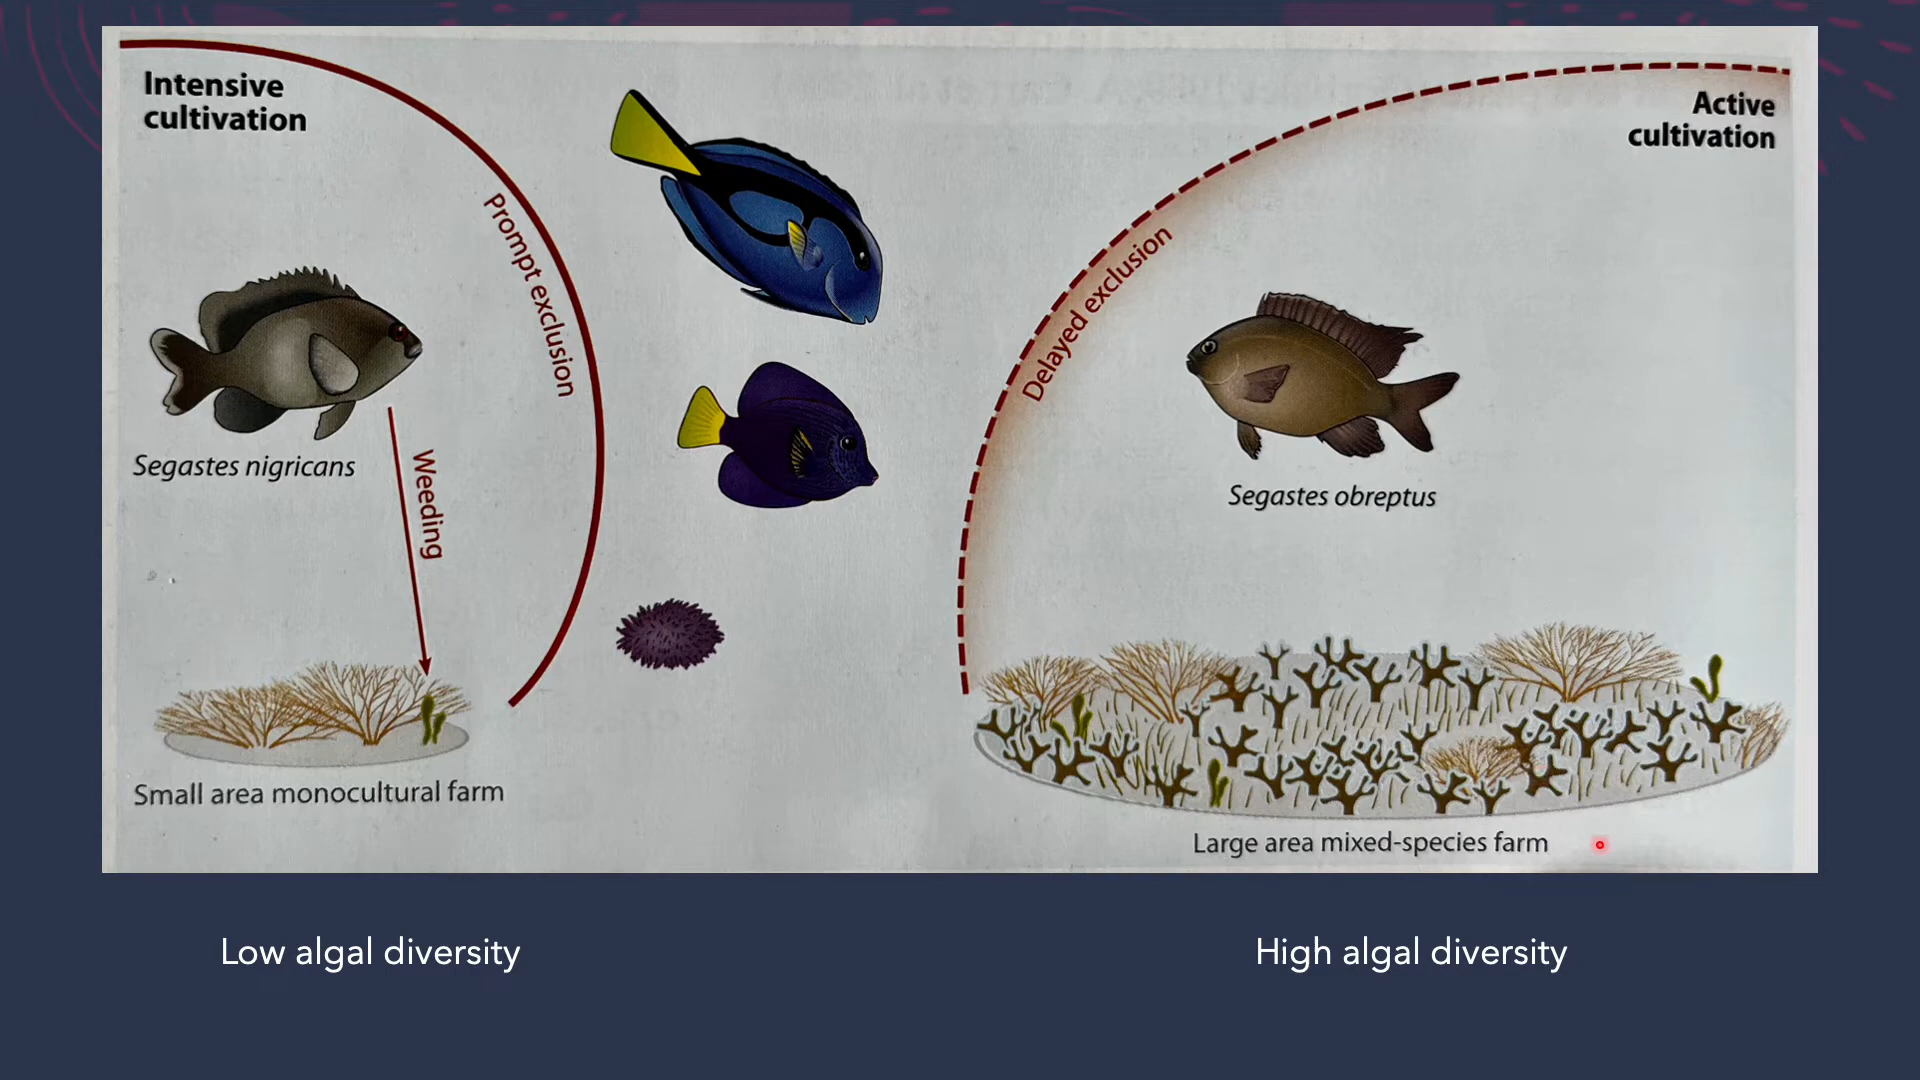 Intensive
cultivation
Prompt exclusion
Segastes nigricans
Weeding
Small area monocultural farm
Active
cultivation
Delayed exclusion
Segastes obreptus
Large area mixed-species farm
Low algal diversity
High algal diversity